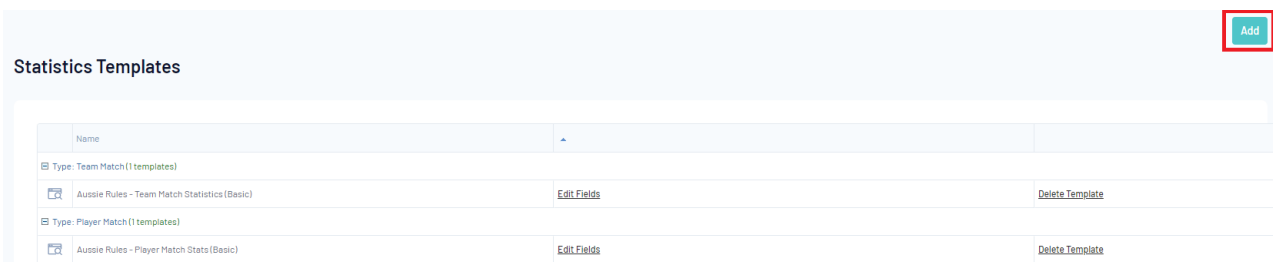 Add
Statistics Templates
Name
Type: Team Match (1 templates)
Aussie Rules - Team Match Statistics (Basic) Edit Fields Delete Template
Type: Player Match (1 templates)
Aussie Rules - Player Match Stats (Basic) Edit Fields Delete Template